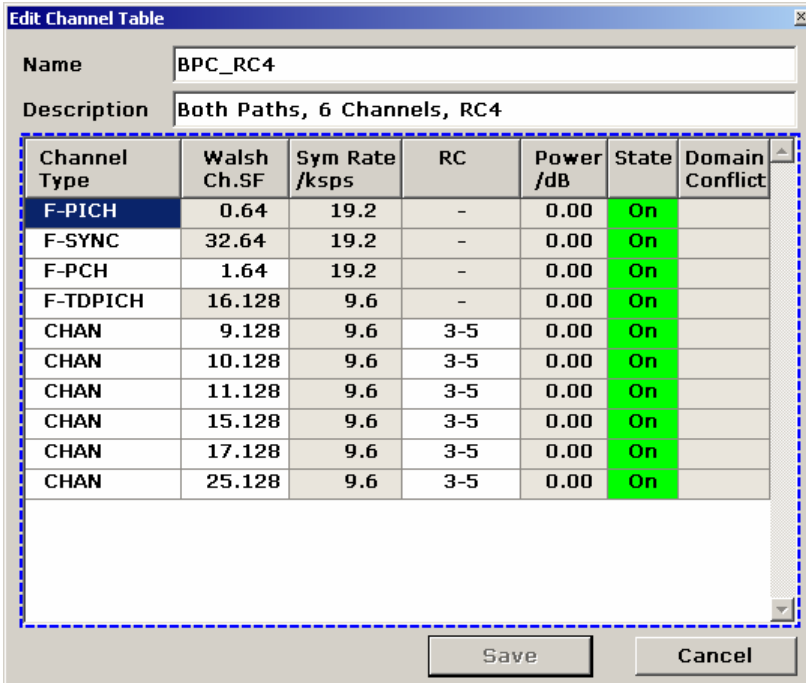 Edit Channel Table
Name BPC_RC4
Description Both Paths, 6 Channels, RC4
Channel Type Walsh Ch.SF Sym Rate /ksps RC Power /dB State Domain Conflict
F-PICH 0.64 19.2 - 0.00 On
F-SYNC 32.64 19.2 - 0.00 On
F-PCH 1.64 19.2 - 0.00 On
F-TDPICH 16.128 9.6 - 0.00 On
CHAN 9.128 9.6 3-5 0.00 On
CHAN 10.128 9.6 3-5 0.00 On
CHAN 11.128 9.6 3-5 0.00 On
CHAN 15.128 9.6 3-5 0.00 On
CHAN 17.128 9.6 3-5 0.00 On
CHAN 25.128 9.6 3-5 0.00 On
Save Cancel